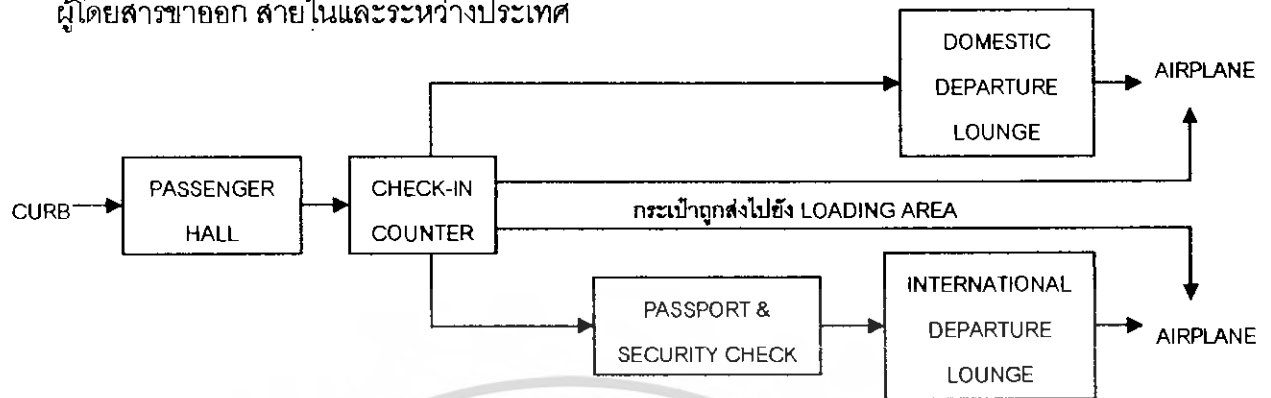 ผู้โดยสารขาออก สายในและระหว่างประเทศ
DOMESTIC
DEPARTURE
LOUNGE
AIRPLANE
CURB
PASSENGER
HALL
CHECK-IN
COUNTER
กระเป๋าถูกส่งไปยัง LOADING AREA
PASSPORT &
SECURITY CHECK
INTERNATIONAL
DEPARTURE
LOUNGE
AIRPLANE